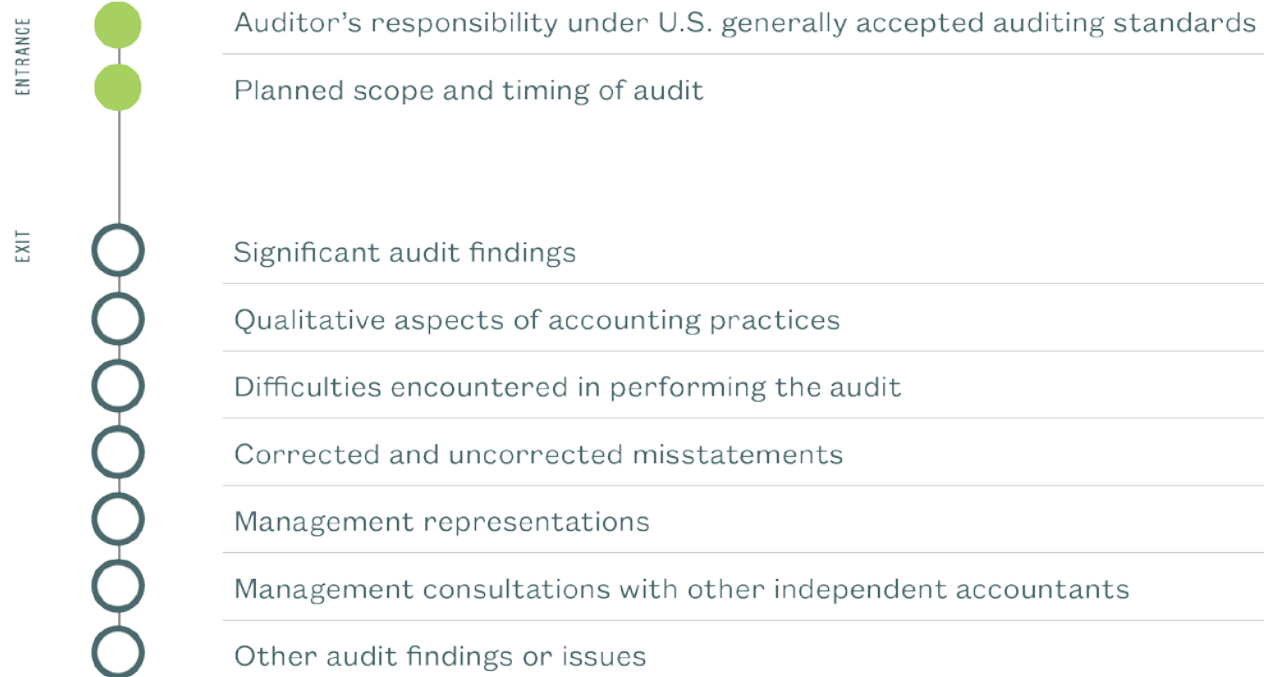 ENTRANCE
Auditor’s responsibility under U.S. generally accepted auditing standards
Planned scope and timing of audit
EXIT
Significant audit findings
Qualitative aspects of accounting practices
Difficulties encountered in performing the audit
Corrected and uncorrected misstatements
Management representations
Management consultations with other independent accountants
Other audit findings or issues